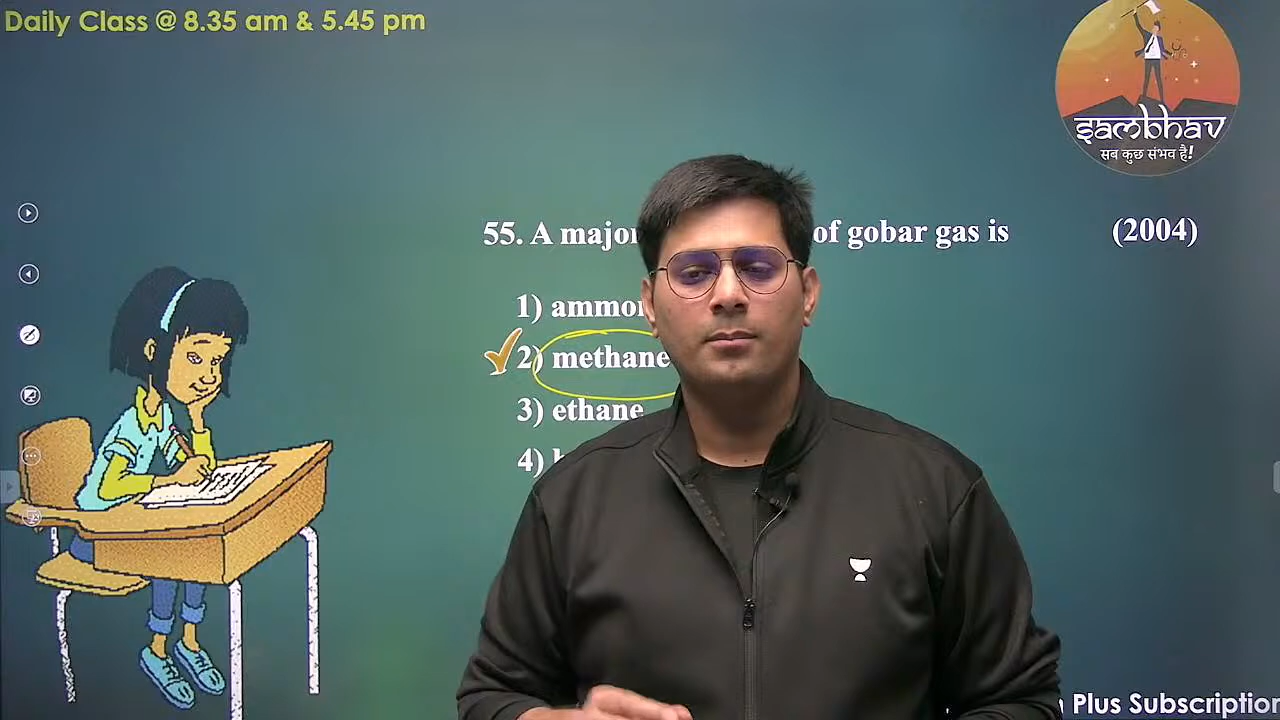 Daily Class @ 8.35 am & 5.45 pm
sambhav
सब कुछ संभव है!
55. A major of gobar gas is (2004)
1) ammon
2) methane
3) ethane
4)
Plus Subscription